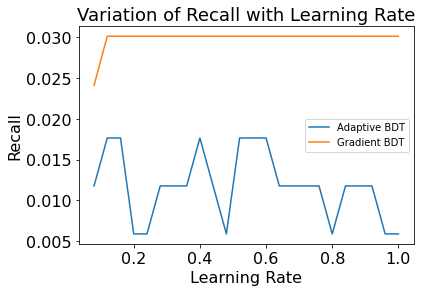 Variation of Recall with Learning Rate
Recall
0.030
0.025
0.020
0.015
0.010
0.005
Adaptive BDT
Gradient BDT
0.2 0.4 0.6 0.8 1.0
Learning Rate